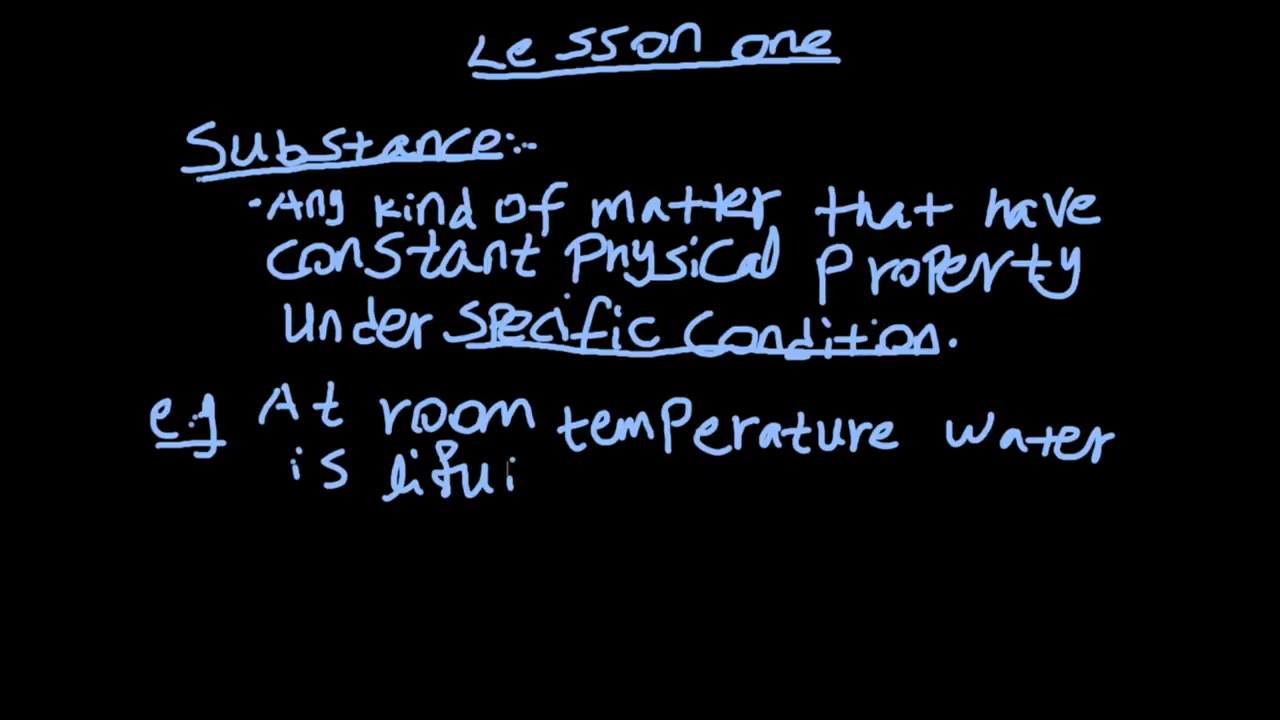 Lesson one
Substance:-
·Any kind of matter that have
constant Physical Property
under specific condition.
e.g At room temperature water
is liqui